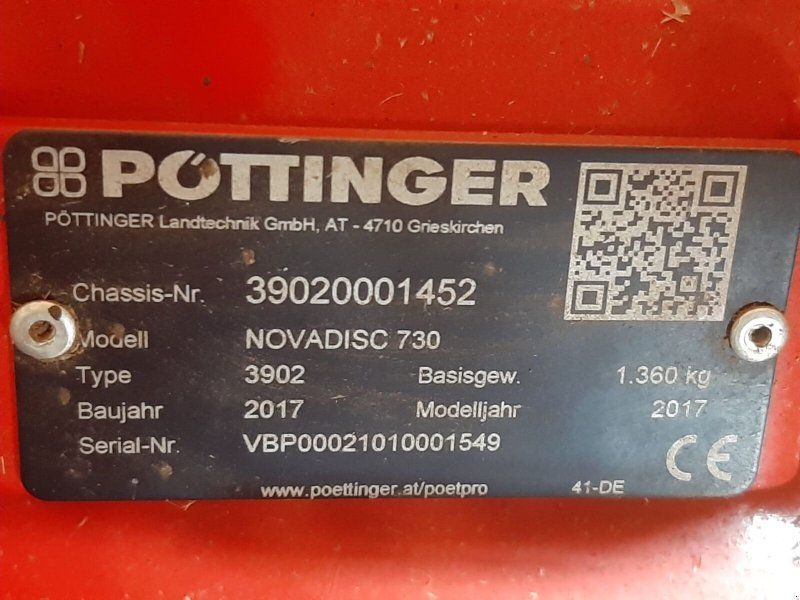 PÖTTINGER
PÖTTINGER Landtechnik GmbH, AT - 4710 Grieskirchen
Chassis-Nr. 39020001452
Modell NOVADISC 730
Type 3902 Basisgew. 1.360 kg
Baujahr 2017 Modelljahr 2017
Serial-Nr. VBP00021010001549
CE
www.poettinger.at/poetpro 41-DE